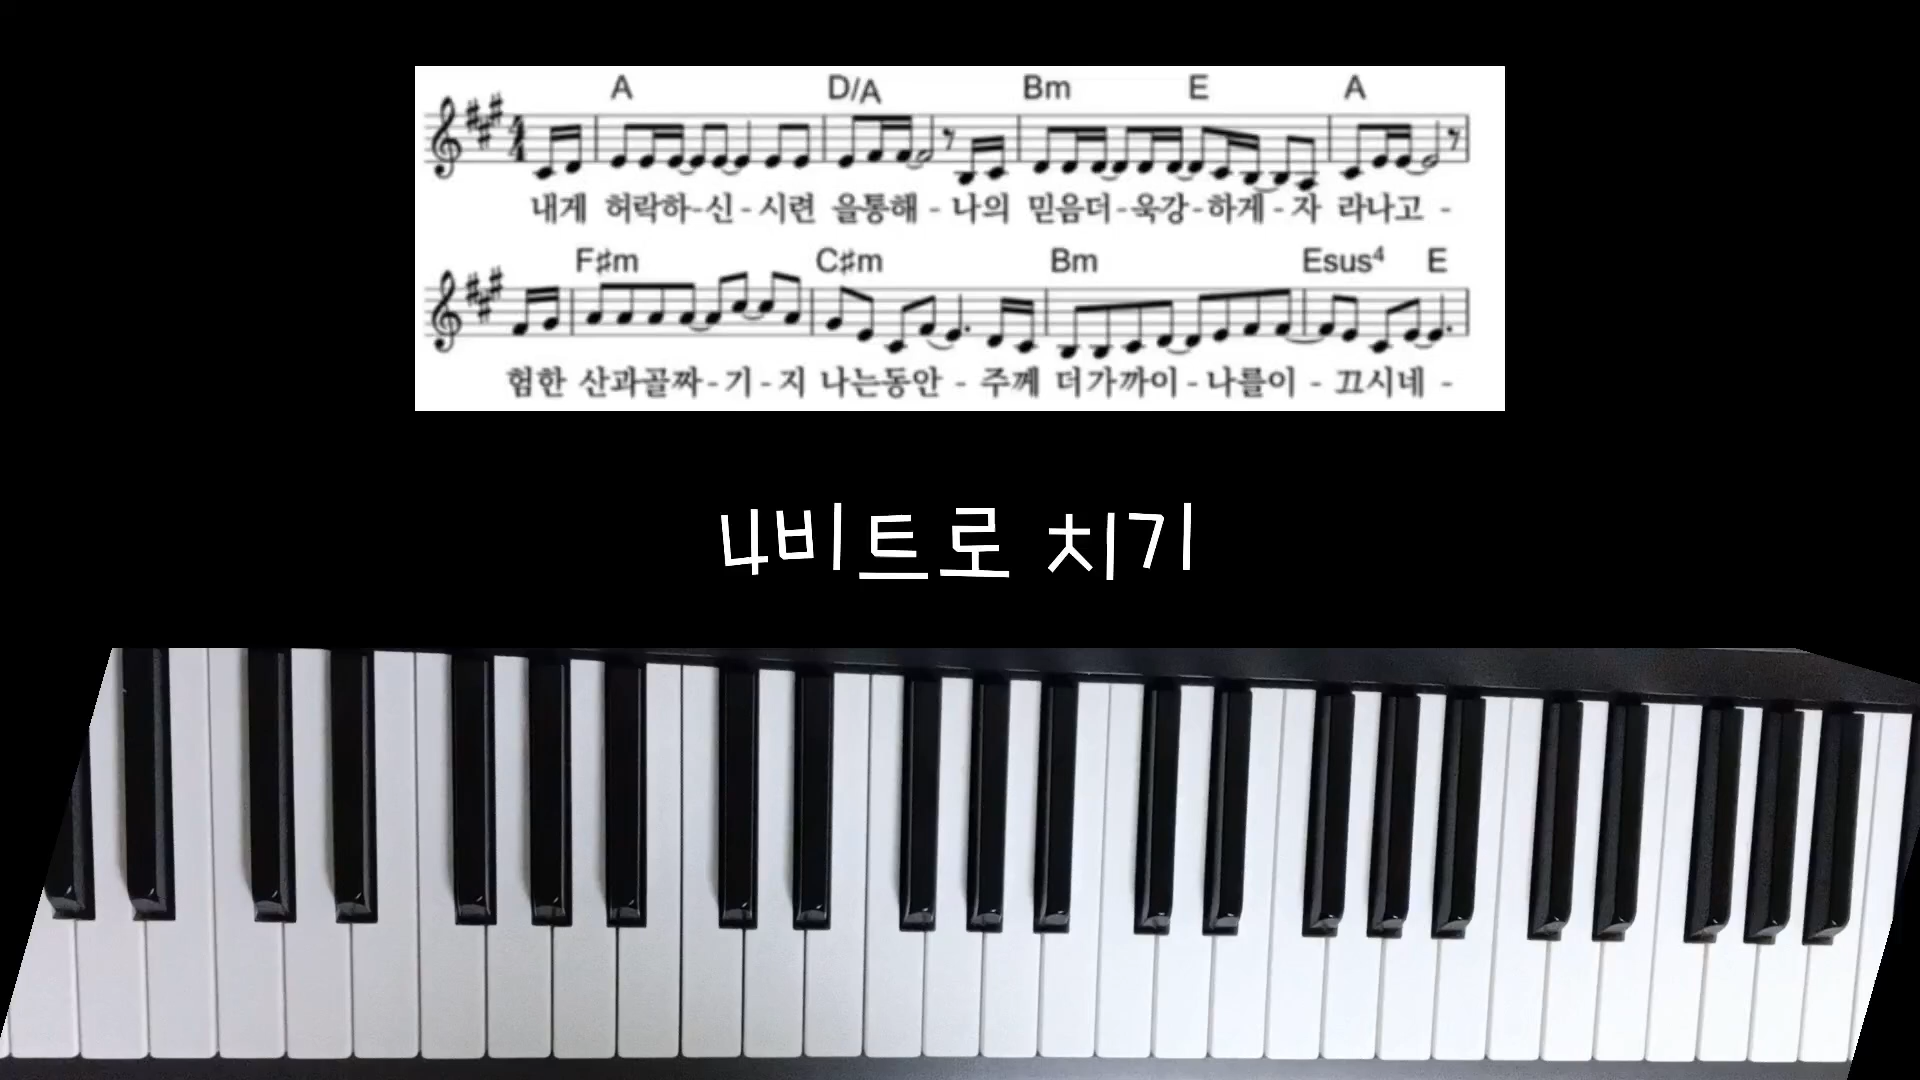 A D/A Bm E A
내게 허락하-신-시련 을통해 - 나의 믿음더-욱강-하게-자 라나고 -
F♯m C♯m Bm Esus4 E
험한 산과골짜-기-지 나는동안 - 주께 더가까이-나를이 - 끄시네 -
4비트로 치기